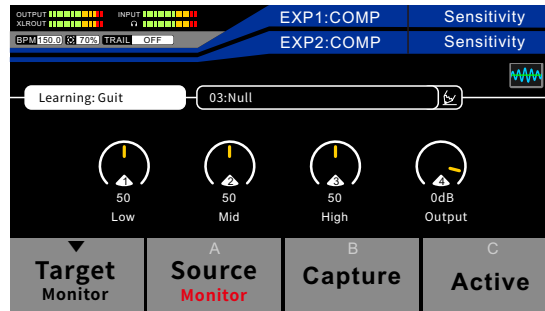 OUTPUT INPUT
XLROUT
EXP1:COMP Sensitivity
BPM 150.0 70% TRAIL OFF
EXP2:COMP Sensitivity
Learning: Guit 03:Null
1 2 3 4
50 50 50 0dB
Low Mid High Output
A B C
Target Source Capture Active
Monitor Monitor